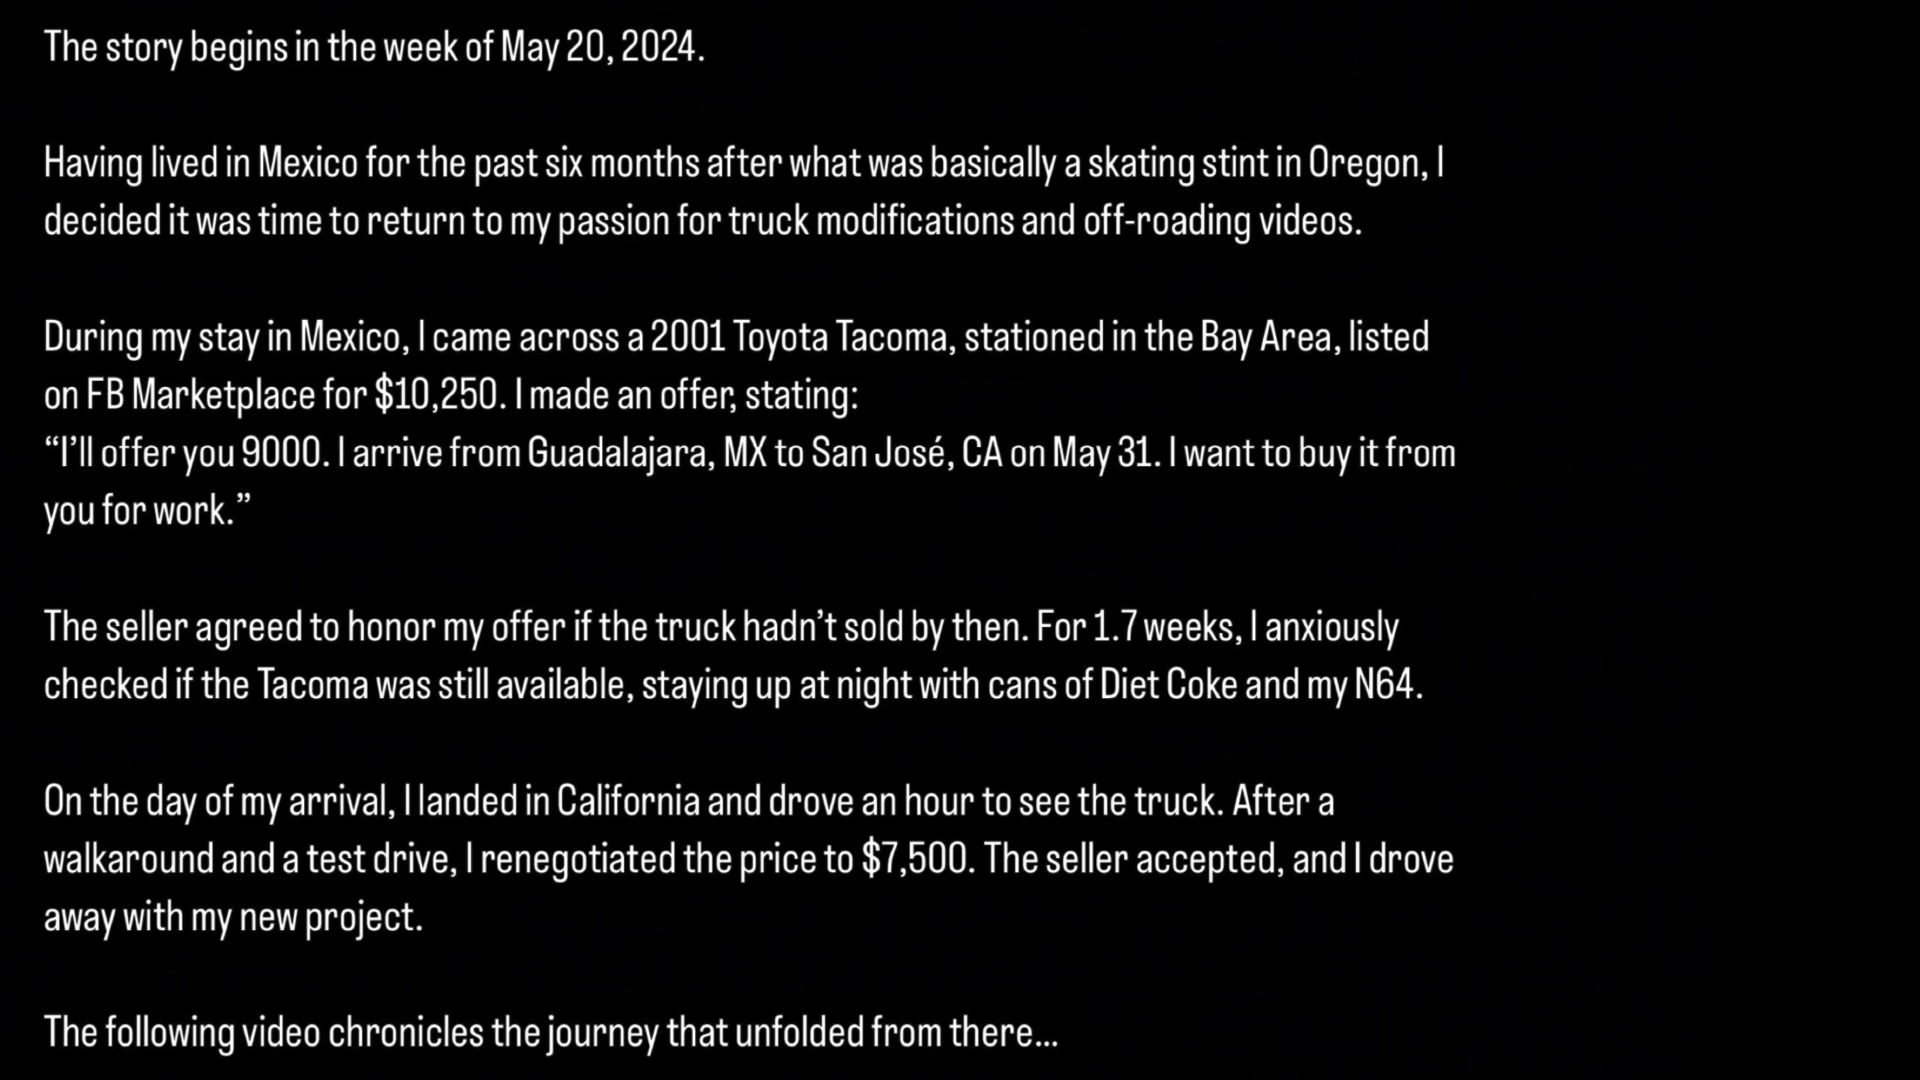 The story begins in the week of May 20, 2024.
Having lived in Mexico for the past six months after what was basically a skating stint in Oregon, I
decided it was time to return to my passion for truck modifications and off-roading videos.
During my stay in Mexico, I came across a 2001 Toyota Tacoma, stationed in the Bay Area, listed
on FB Marketplace for $10,250. I made an offer, stating:
“I’ll offer you 9000. I arrive from Guadalajara, MX to San José, CA on May 31. I want to buy it from
you for work.”
The seller agreed to honor my offer if the truck hadn’t sold by then. For 1.7 weeks, I anxiously
checked if the Tacoma was still available, staying up at night with cans of Diet Coke and my N64.
On the day of my arrival, I landed in California and drove an hour to see the truck. After a
walkaround and a test drive, I renegotiated the price to $7,500. The seller accepted, and I drove
away with my new project.
The following video chronicles the journey that unfolded from there...